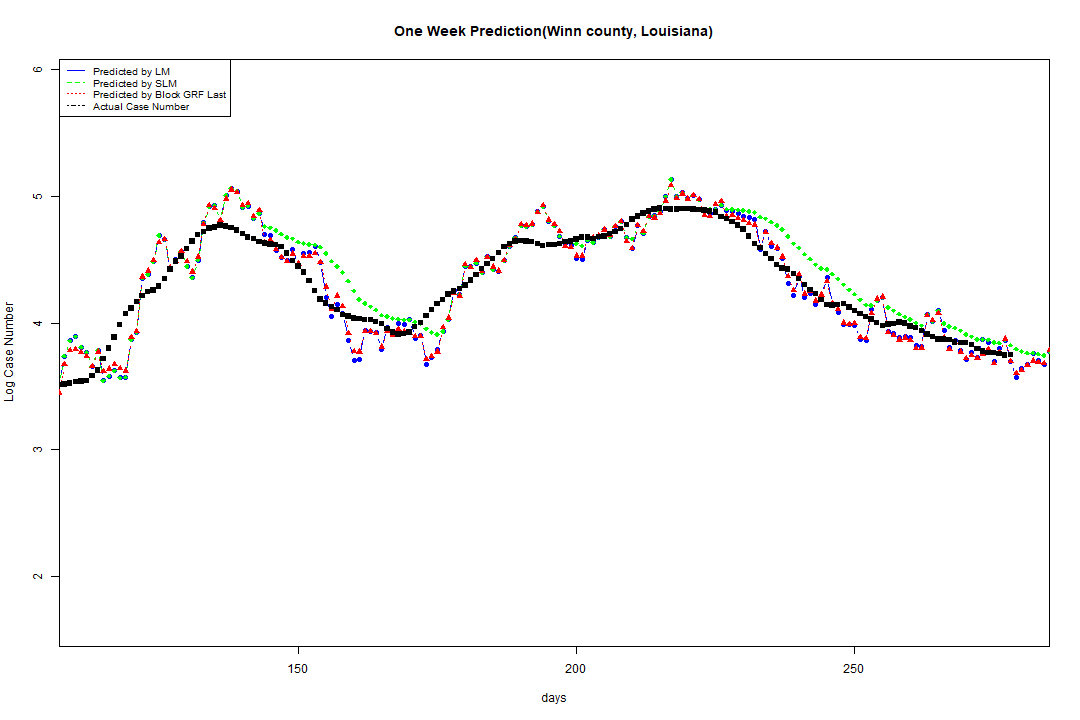 One Week Prediction(Winn county, Louisiana)
Predicted by LM
Predicted by SLM
Predicted by Block GRF Last
Actual Case Number
6
5
4
3
2
Log Case Number
150 200 250
days